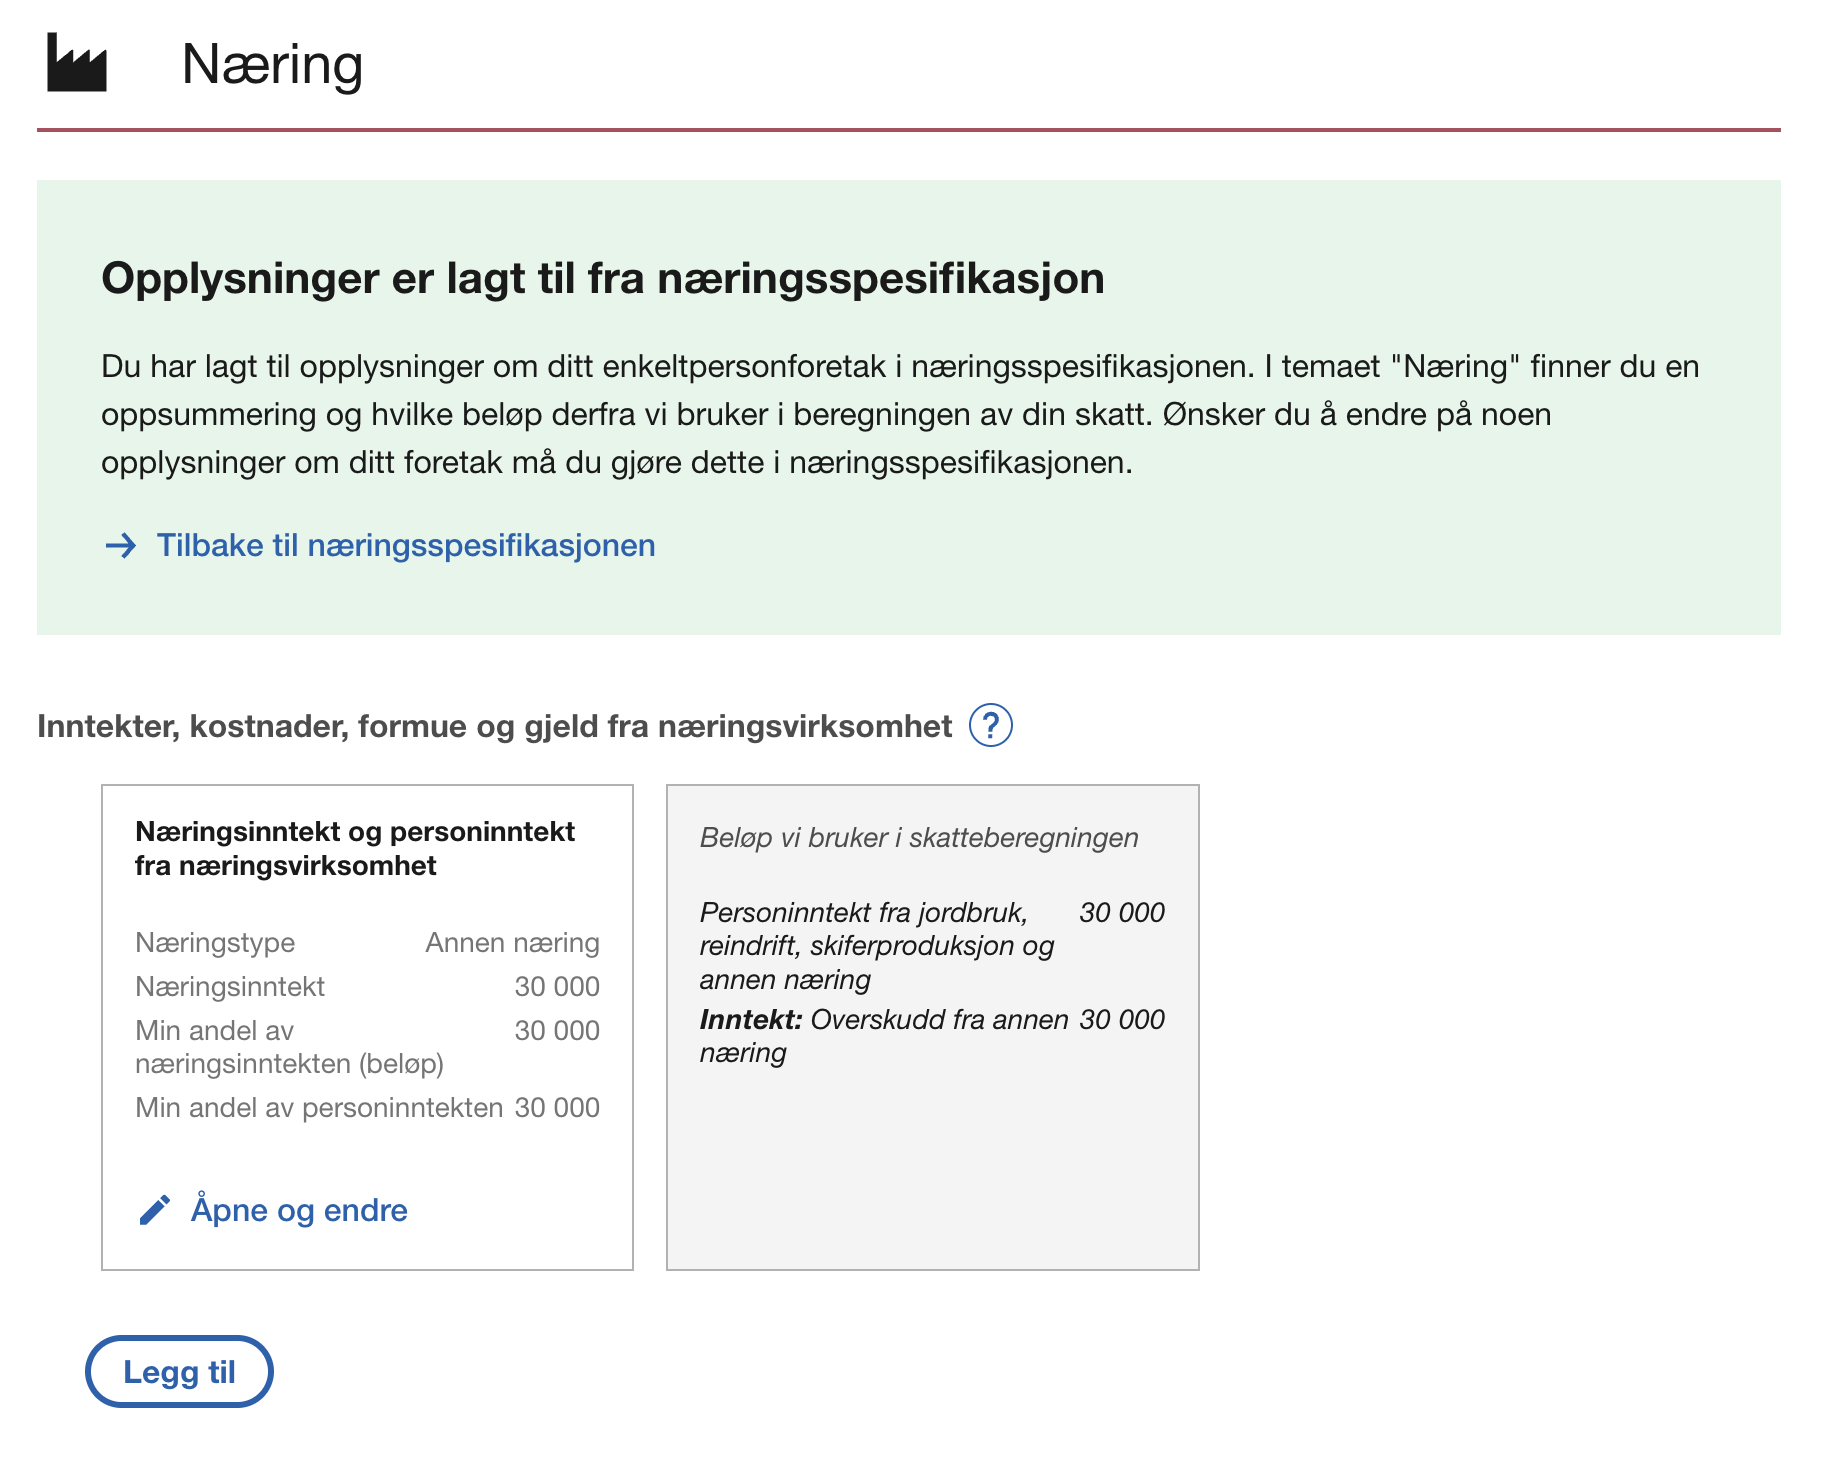 Næring
Opplysninger er lagt til fra næringsspesifikasjon
Du har lagt til opplysninger om ditt enkeltpersonforetak i næringsspesifikasjonen. I temaet "Næring" finner du en
oppsummering og hvilke beløp derfra vi bruker i beregningen av din skatt. Ønsker du å endre på noen
opplysninger om ditt foretak må du gjøre dette i næringsspesifikasjonen.
Tilbake til næringsspesifikasjonen
Inntekter, kostnader, formue og gjeld fra næringsvirksomhet ?
Næringsinntekt og personinntekt
fra næringsvirksomhet
Næringstype Annen næring
Næringsinntekt 30 000
Min andel av 30 000
næringsinntekten (beløp)
Min andel av personinntekten 30 000
Åpne og endre
Beløp vi bruker i skatteberegningen
Personinntekt fra jordbruk, 30 000
reindrift, skiferproduksjon og
annen næring
Inntekt: Overskudd fra annen 30 000
næring
Legg til